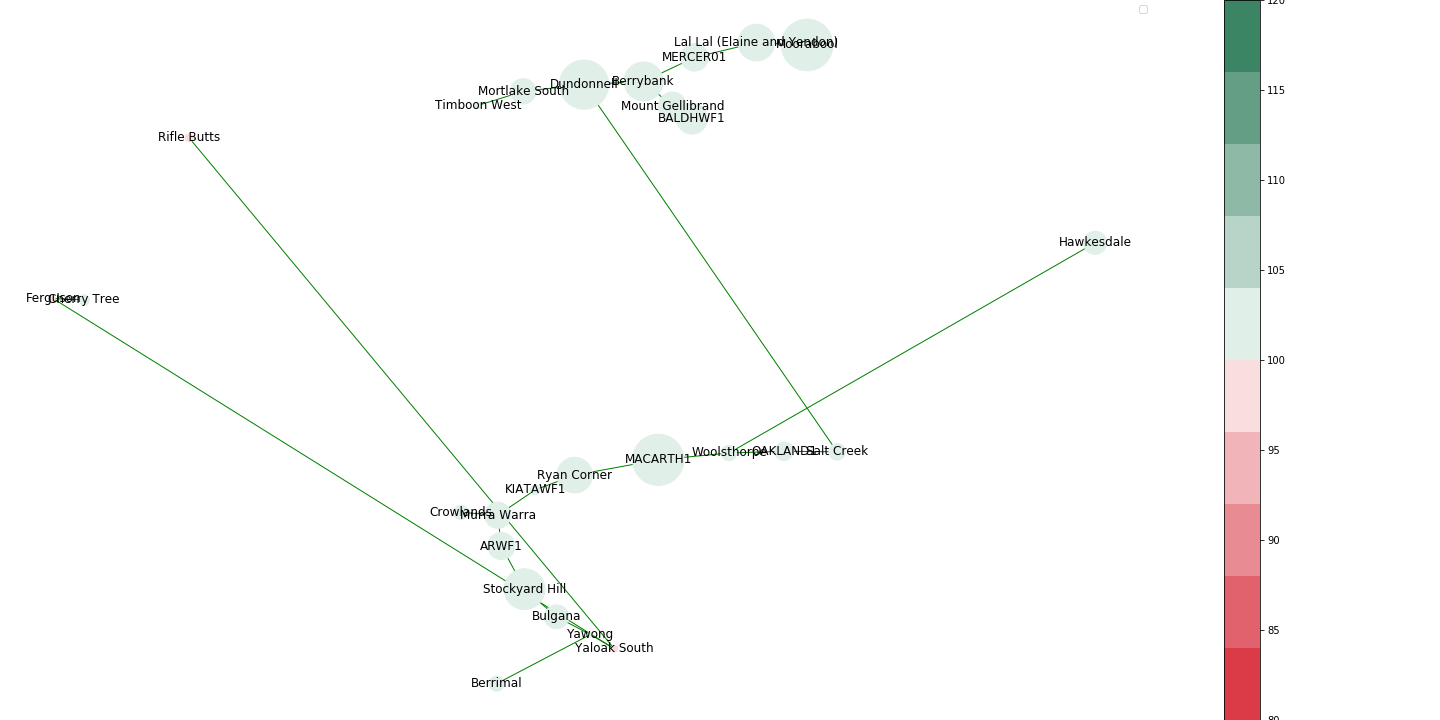 120
Lal Lal (Elaine and Yendon)
Moorabool
MERCER01
Dundonnell
Berrybank
Mortlake South
Timboon West
Mount Gellibrand
BALDHWF1
115
Rifle Butts
110
Hawkesdale
105
Ferguson
Cherry Tree
100
95
Woolsthorpe
OAKLAND1
Salt Creek
MACARTH1
Ryan Corner
KIATAWF1
Crowlands
Murra Warra
90
ARWF1
Stockyard Hill
Bulgana
85
Yawong
Yaloak South
Berrimal
80